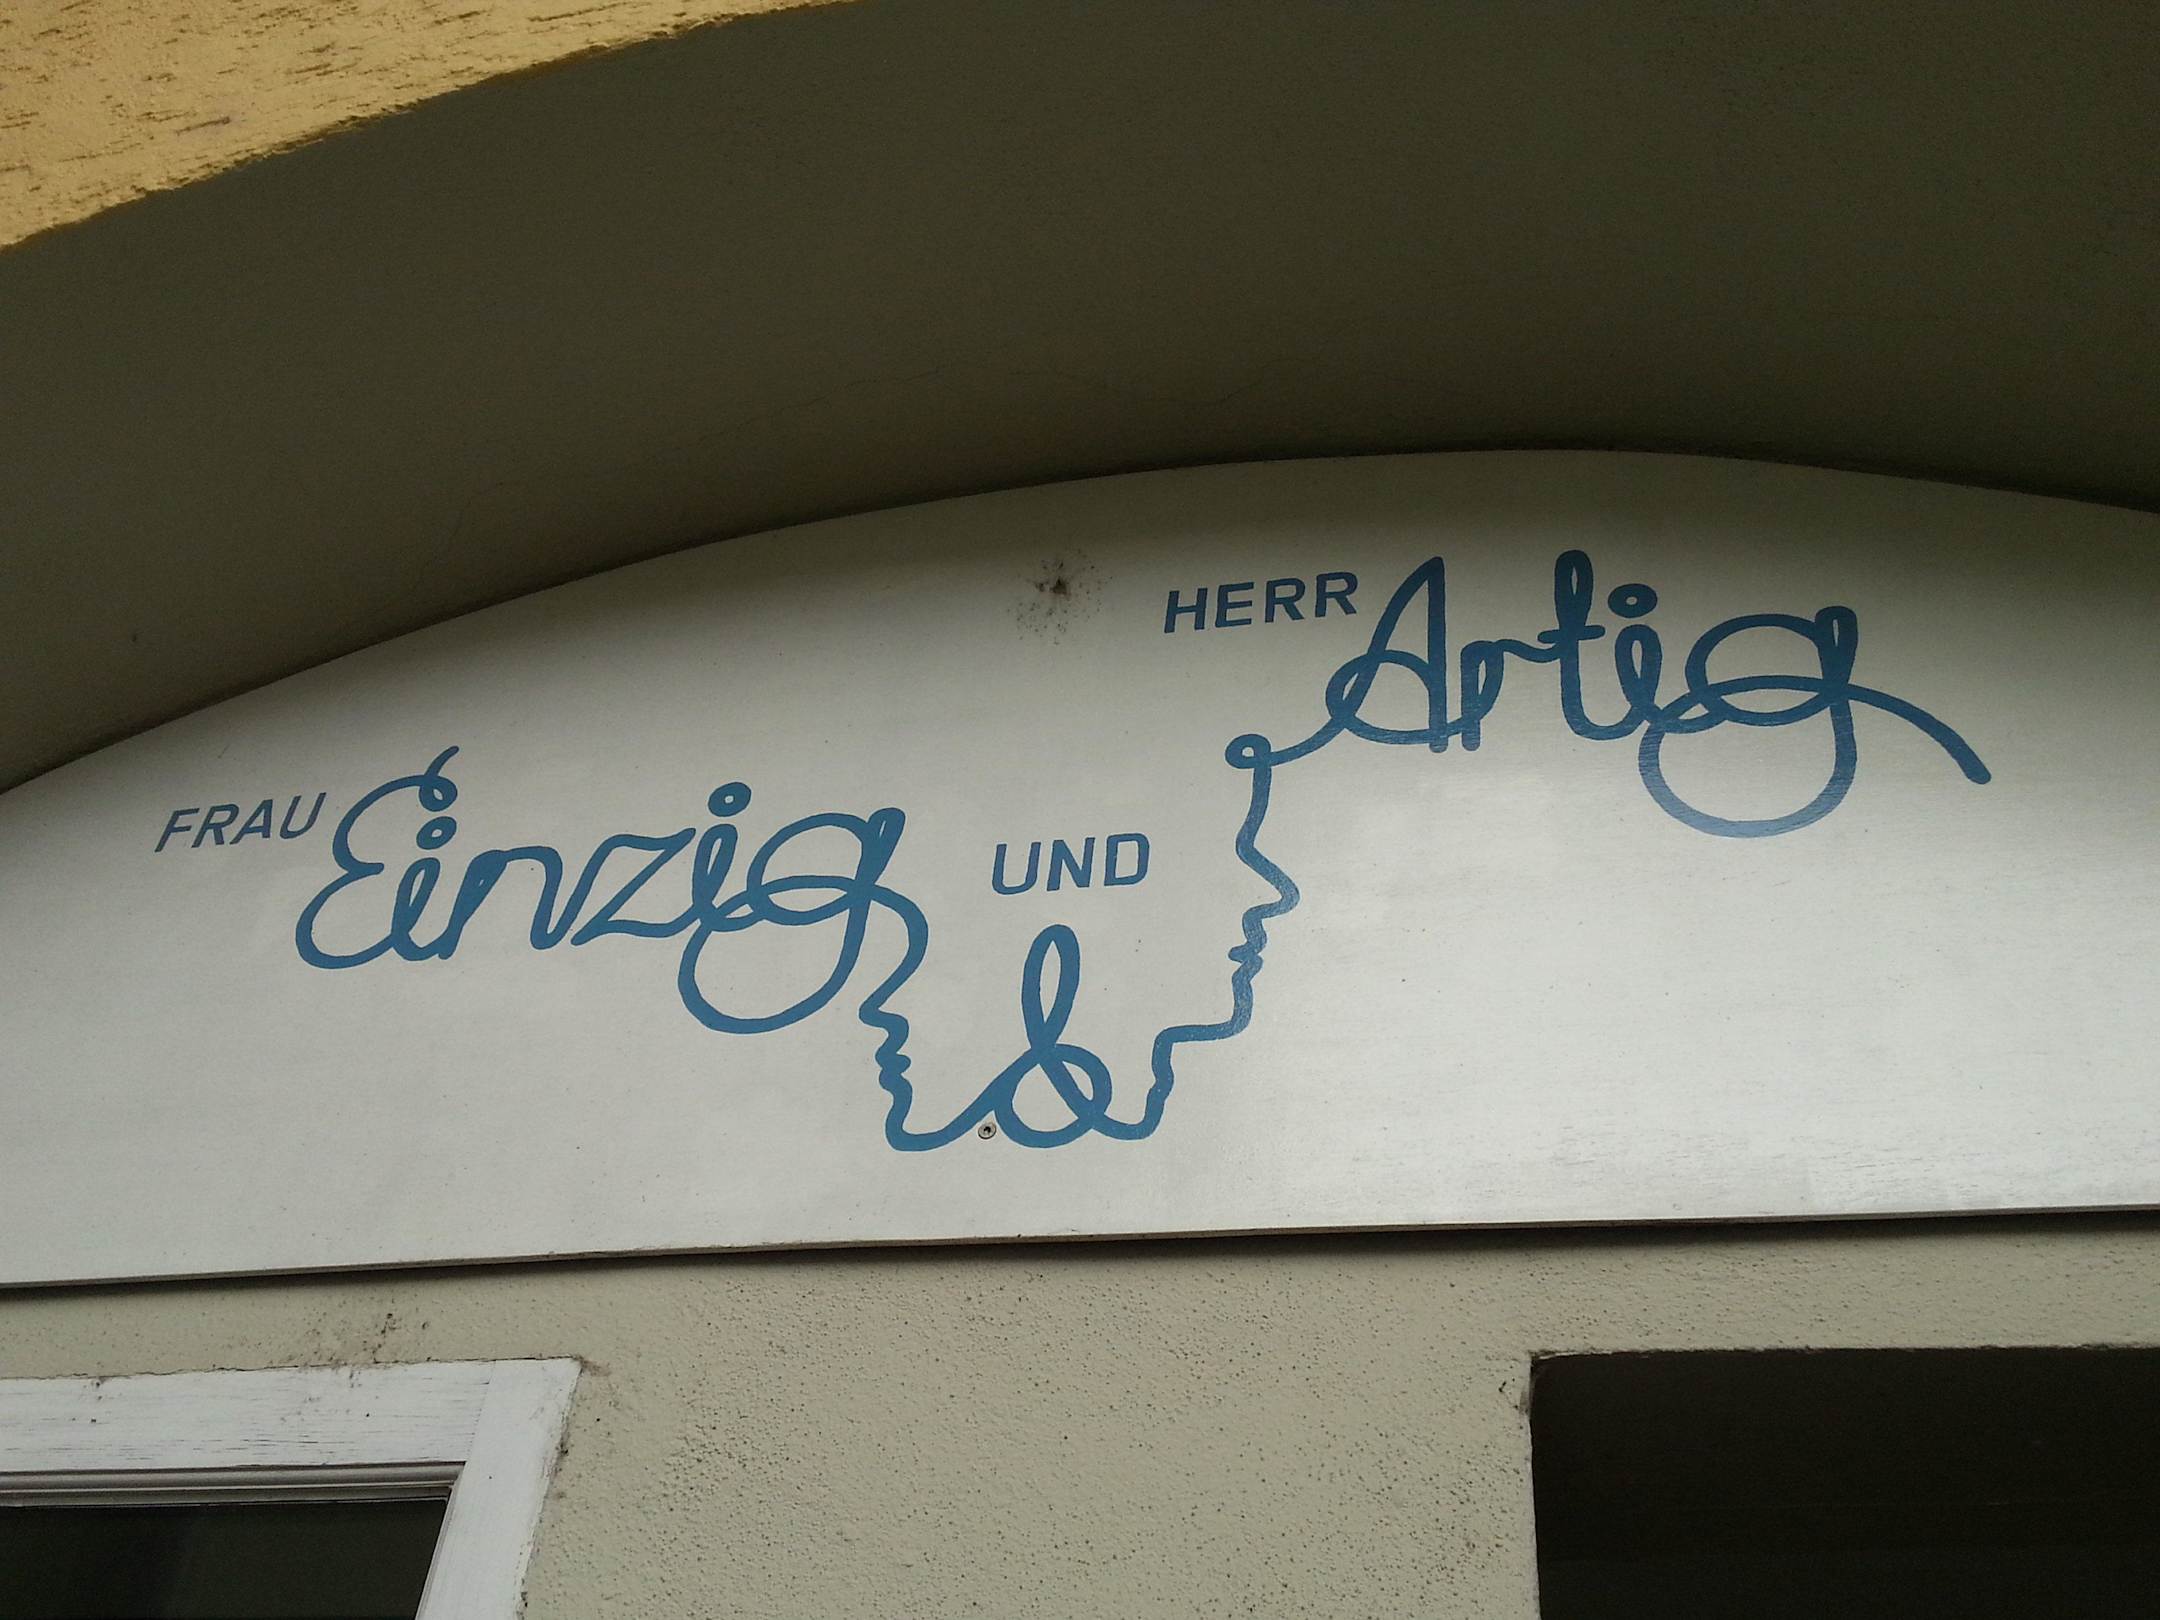 FRAU Einzig
UND
&
HERR Artig